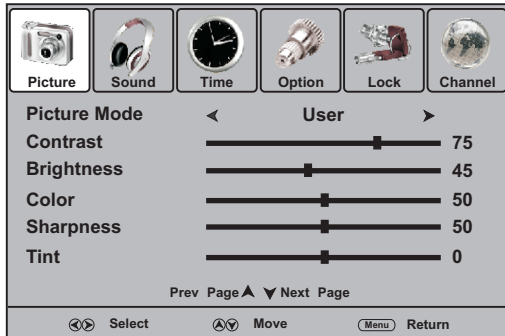 Picture Sound Time Option Lock Channel
Picture Mode User
Contrast 75
Brightness 45
Color 50
Sharpness 50
Tint 0
Prev Page Next Page
Select Move Menu Return